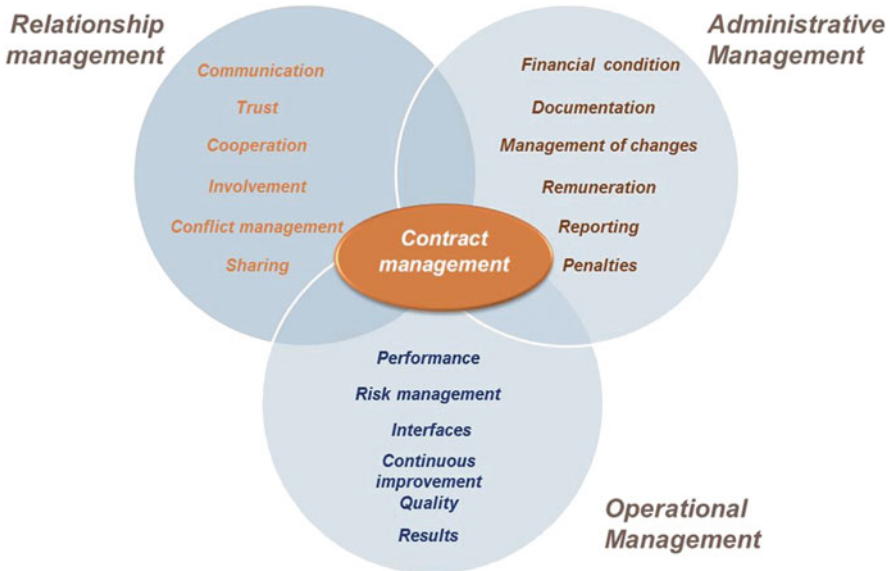 Relationship
management
Communication
Trust
Cooperation
Involvement
Conflict management
Sharing
Administrative
Management
Financial condition
Documentation
Management of changes
Remuneration
Reporting
Penalties
Contract
management
Performance
Risk management
Interfaces
Continuous
improvement
Quality
Results
Operational
Management